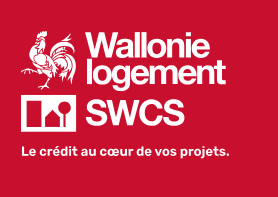 Wallonie
logement
SWCS
Le crédit au cœur de vos projets.